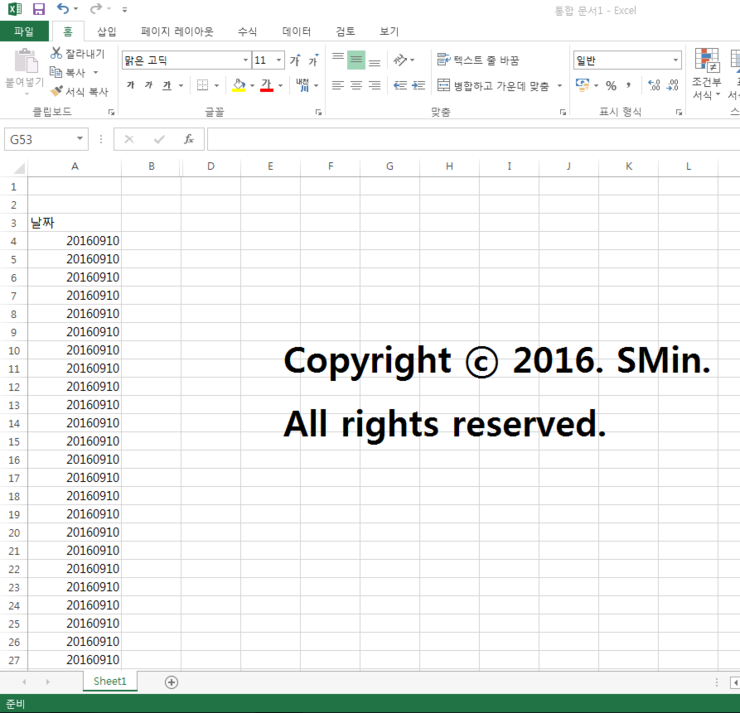 통합 문서1 - Excel
파일 홈 삽입 페이지 레이아웃 수식 데이터 검토 보기
붙여넣기 잘라내기 맑은 고딕 11 가 가 텍스트 줄 바꿈 일반 조건부
복사
서식 복사 가 가 가 가 내천 병합하고 가운데 맞춤 % , 서식
클립보드 글꼴 맞춤 표시 형식
G53 fx
A B D E F G H I J K L
1
2
3 날짜
4 20160910
5 20160910
6 20160910
7 20160910
8 20160910
9 20160910
10 20160910
11 20160910
12 20160910
13 20160910
14 20160910
15 20160910
16 20160910
17 20160910
18 20160910
19 20160910
20 20160910
21 20160910
22 20160910
23 20160910
24 20160910
25 20160910
26 20160910
27 20160910
Copyright ⓒ 2016. SMin.
All rights reserved.
Sheet1
준비